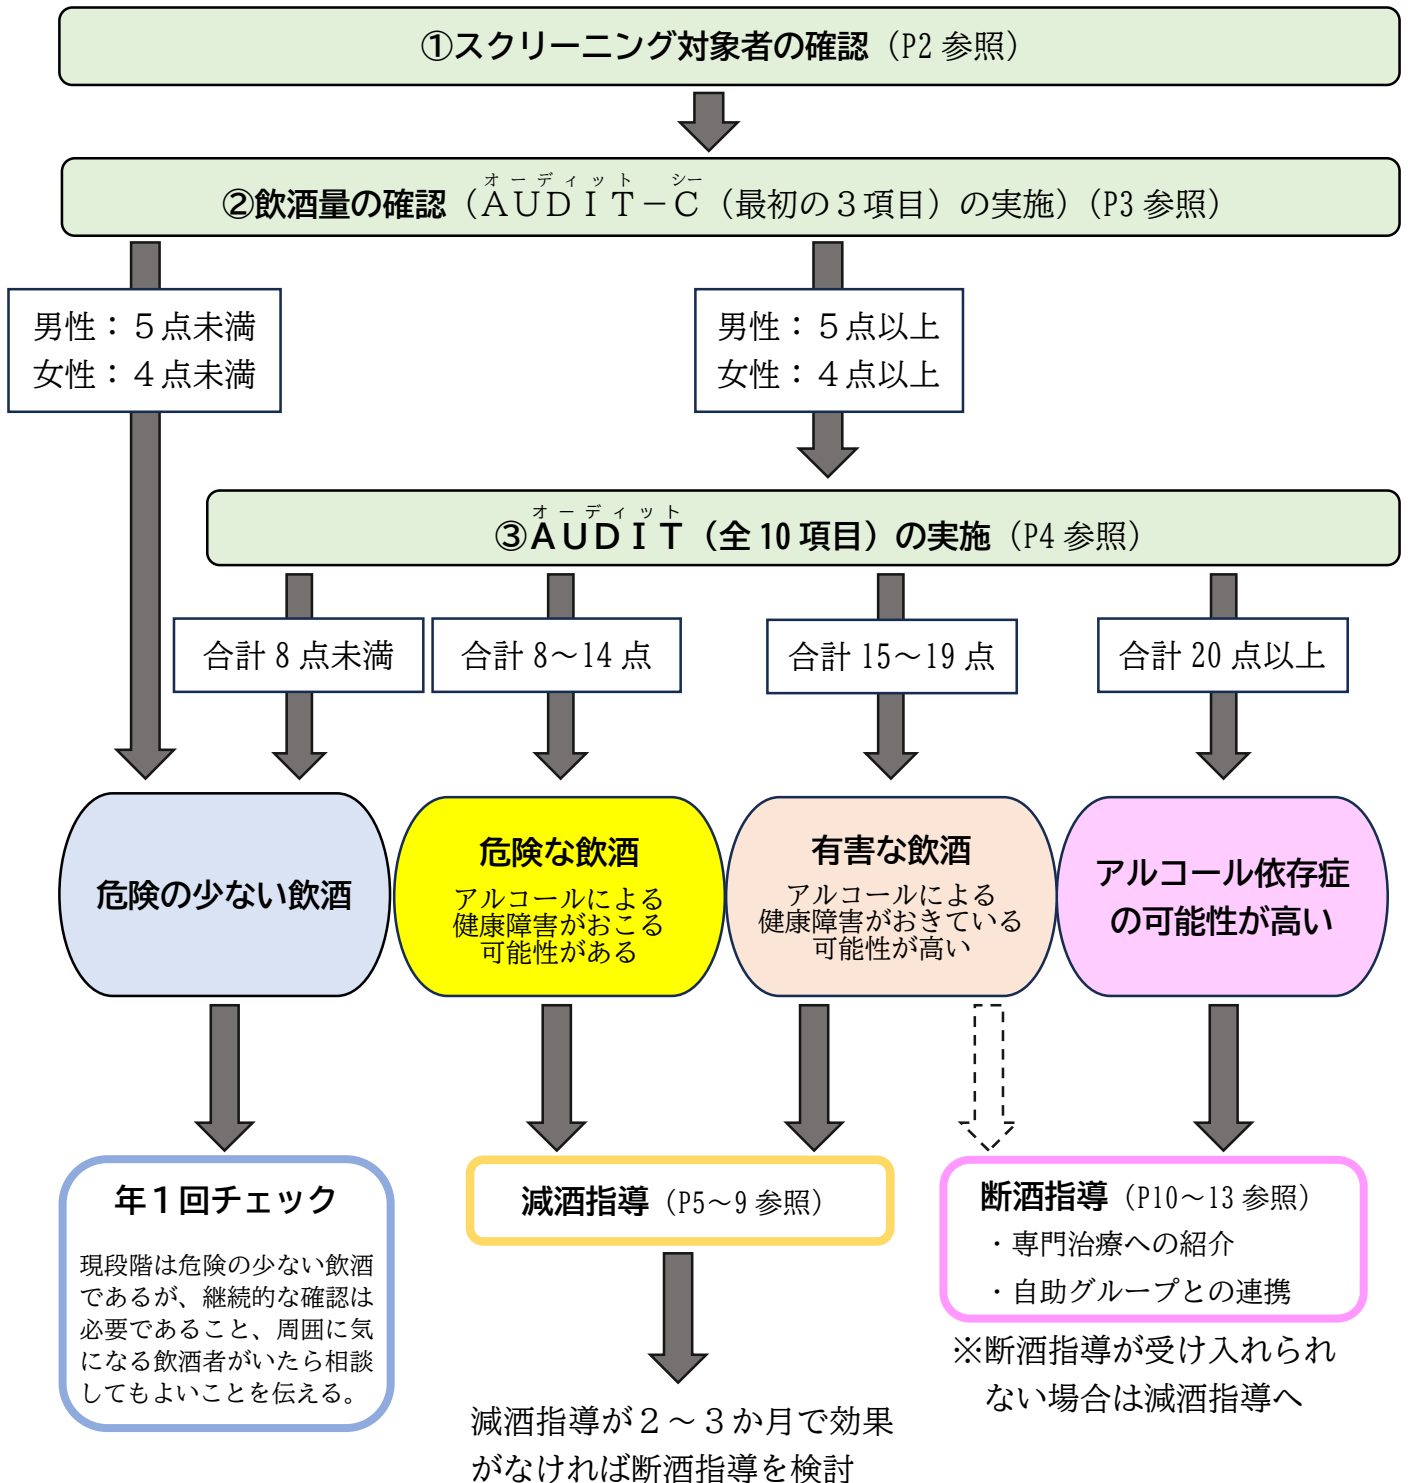 ①スクリーニング対象者の確認（P2 参照）
オーディット シー
②飲酒量の確認（ＡＵＤＩＴ－Ｃ（最初の３項目）の実施）（P3 参照）
男性：５点未満
女性：４点未満
男性：５点以上
女性：４点以上
オーディット
③ＡＵＤＩＴ（全 10 項目）の実施（P4 参照）
合計 8 点未満
合計 8～14 点
合計 15～19 点
合計 20 点以上
危険の少ない飲酒
危険な飲酒
アルコールによる
健康障害がおこる
可能性がある
有害な飲酒
アルコールによる
健康障害がおきている
可能性が高い
アルコール依存症
の可能性が高い
年１回チェック
現段階は危険の少ない飲酒
であるが、継続的な確認は
必要であること、周囲に気
になる飲酒者がいたら相談
してもよいことを伝える。
減酒指導（P5～9 参照）
減酒指導が２～３か月で効果
がなければ断酒指導を検討
断酒指導（P10～13 参照）
・専門治療への紹介
・自助グループとの連携
※断酒指導が受け入れられ
ない場合は減酒指導へ